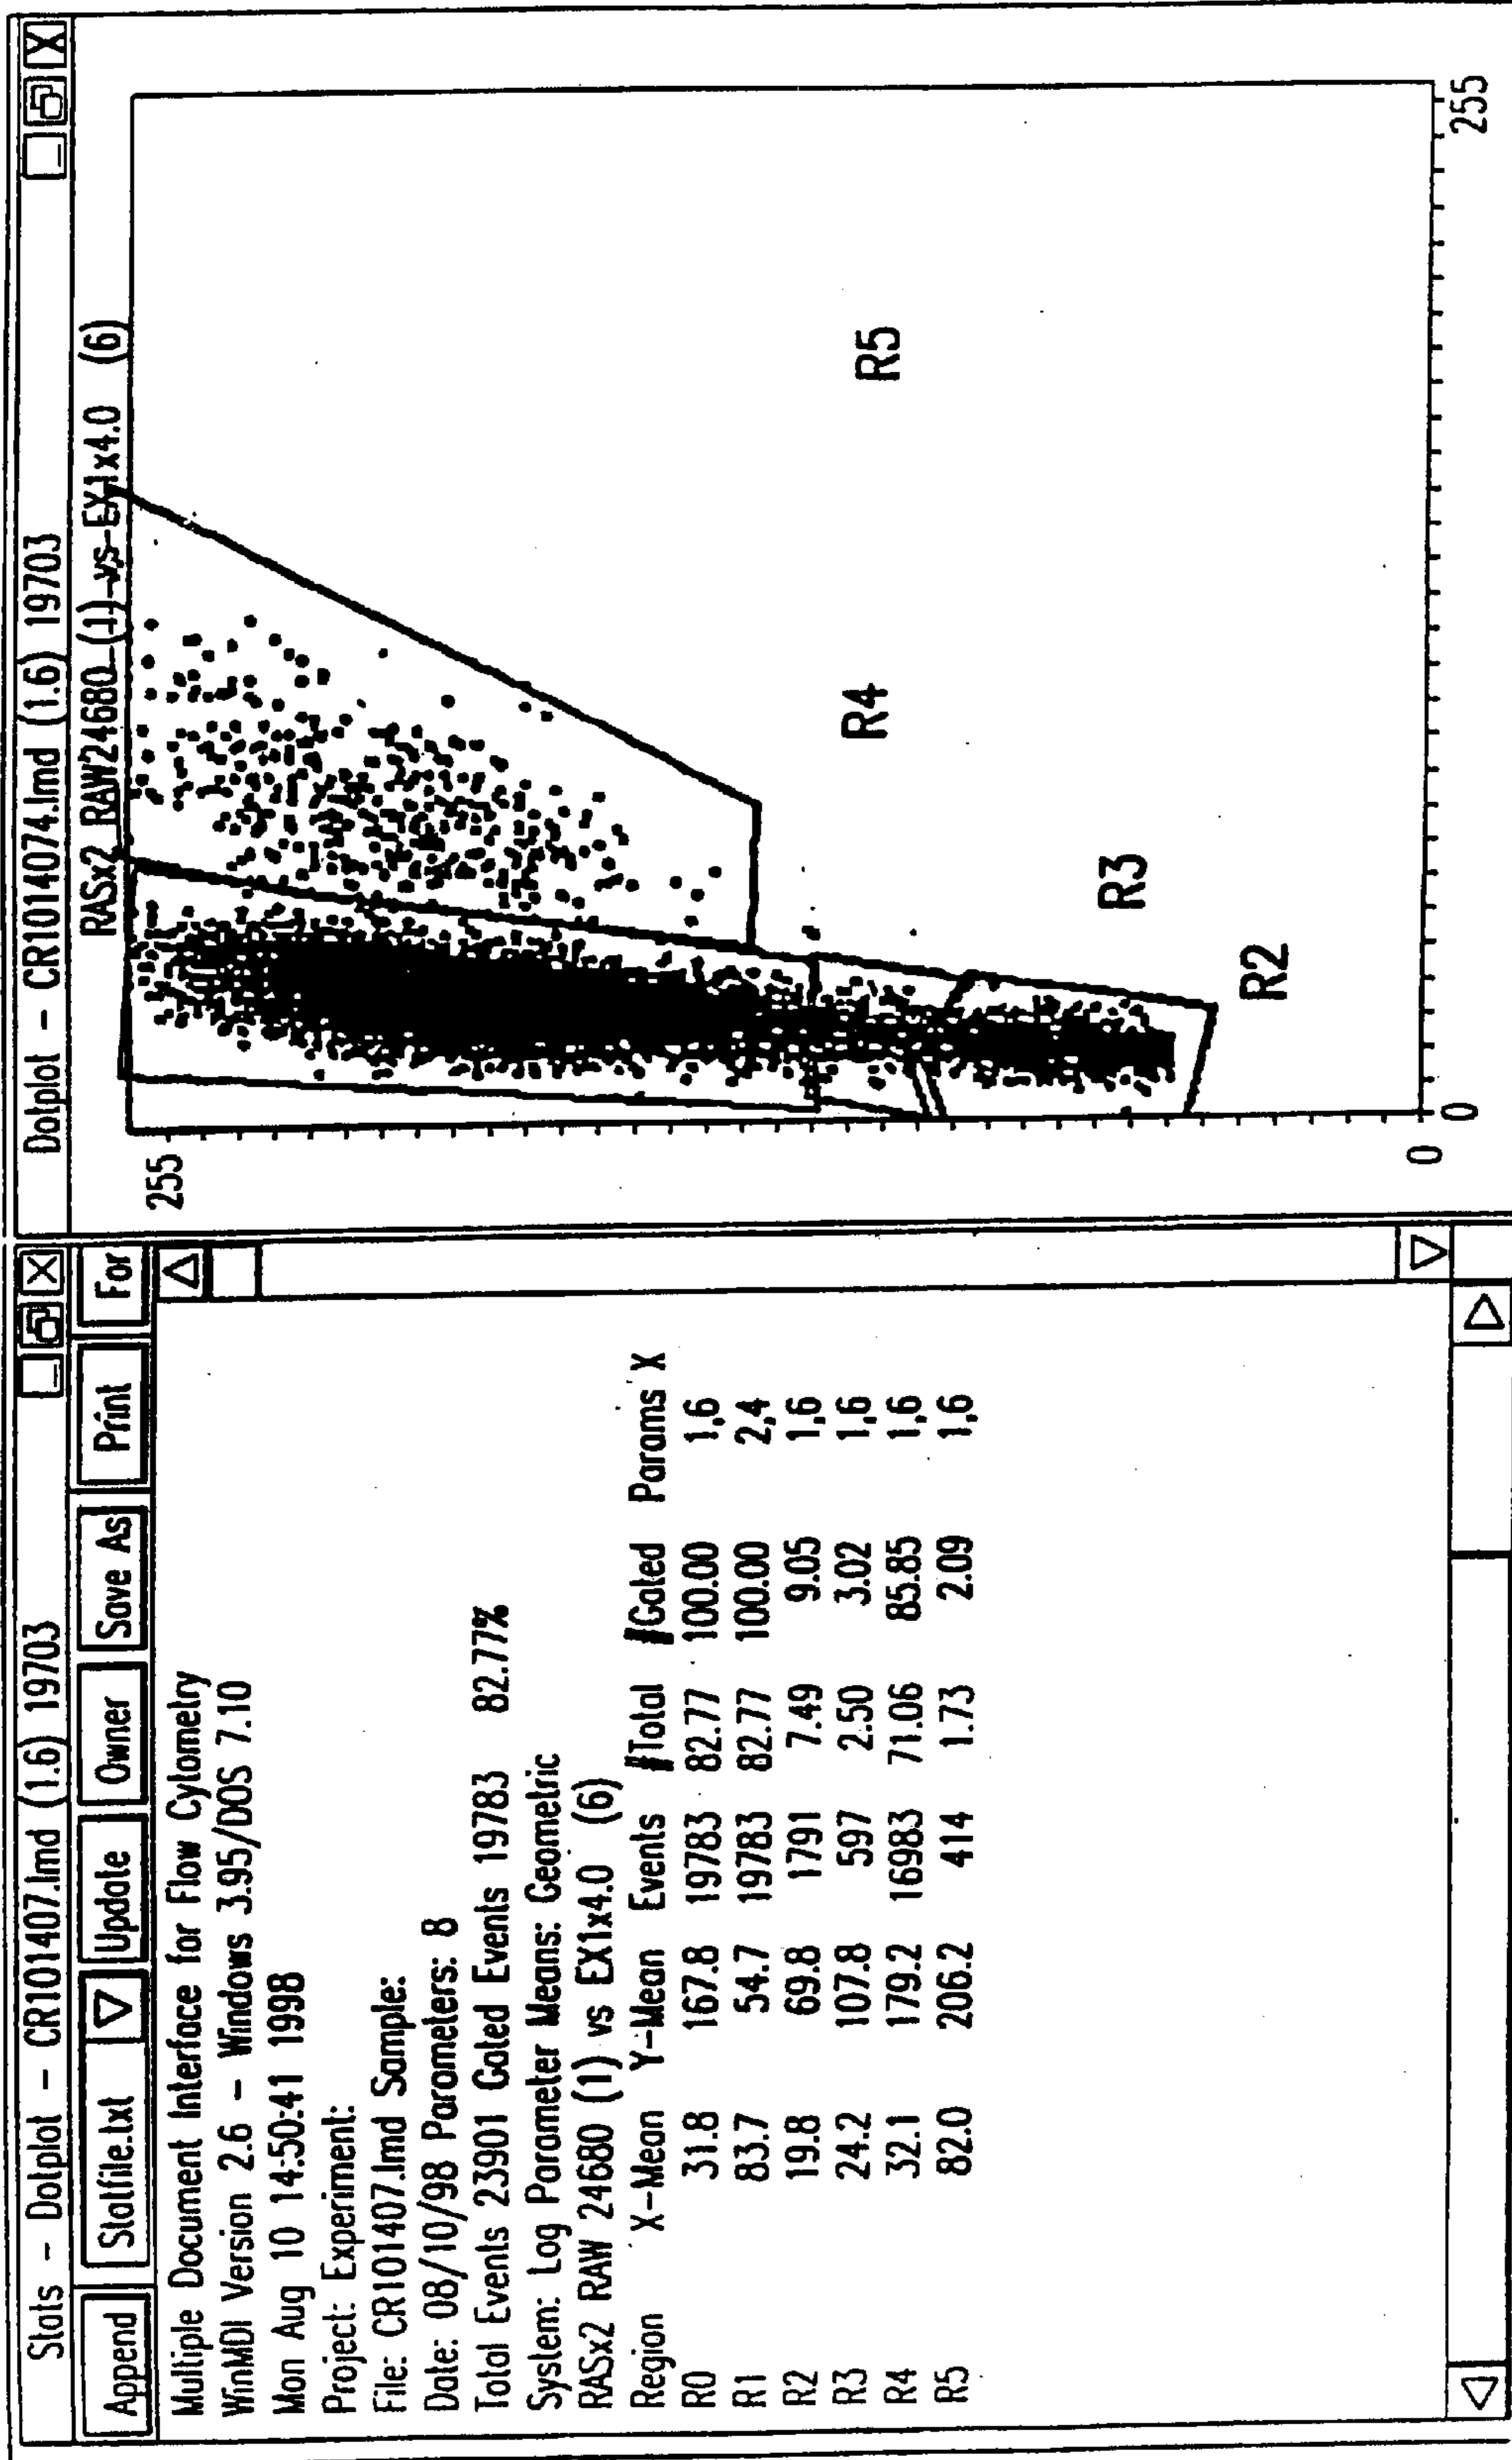 Stats - Dotplot - CR101407.lmd (1.6) 19703
Append Statfile.txt Update Owner Save As Print For
Multiple Document Interface for Flow Cytometry
WinMDI Version 2.6 - Windows 3.95/DOS 7.10
Mon Aug 10 14:50:41 1998
Project: Experiment:
File: CR101407.lmd Sample:
Date: 08/10/98 Parameters: 8
Total Events 23901 Gated Events 19783 82.77%
System: Log Parameter Means: Geometric
RASx2 RAW 24680 (1) vs EX1x4.0 (6)
Region X-Mean Y-Mean Events #Total #Gated Params X
R0 31.8 167.8 19783 82.77 100.00 1,6
R1 83.7 54.7 19783 82.77 100.00 2,4
R2 19.8 69.8 1791 7.49 9.05 1,6
R3 24.2 107.8 597 2.50 3.02 1,6
R4 32.1 179.2 16983 71.06 85.85 1,6
R5 82.0 206.2 414 1.73 2.09 1,6
Dotplot - CR1014074.lmd (1.6) 19703
RASx2 RAW24680 (1) vs EX1x4.0 (6)
255
R5
R4
R3
R2
0
0
255